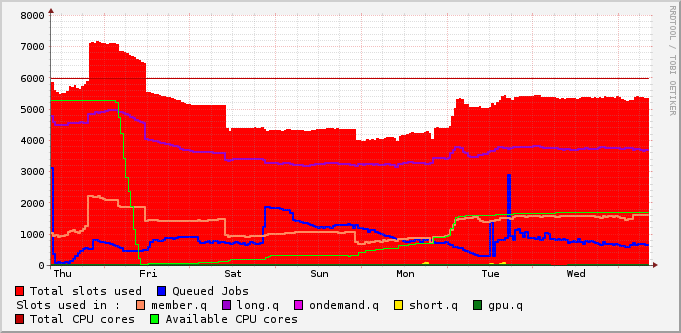 8000
7000
6000
5000
4000
3000
2000
1000
0
Thu Fri Sat Sun Mon Tue Wed
Total slots used Queued Jobs
Slots used in : member.q long.q ondemand.q short.q gpu.q
Total CPU cores Available CPU cores
RRDTOOL / TOBI OETIKER